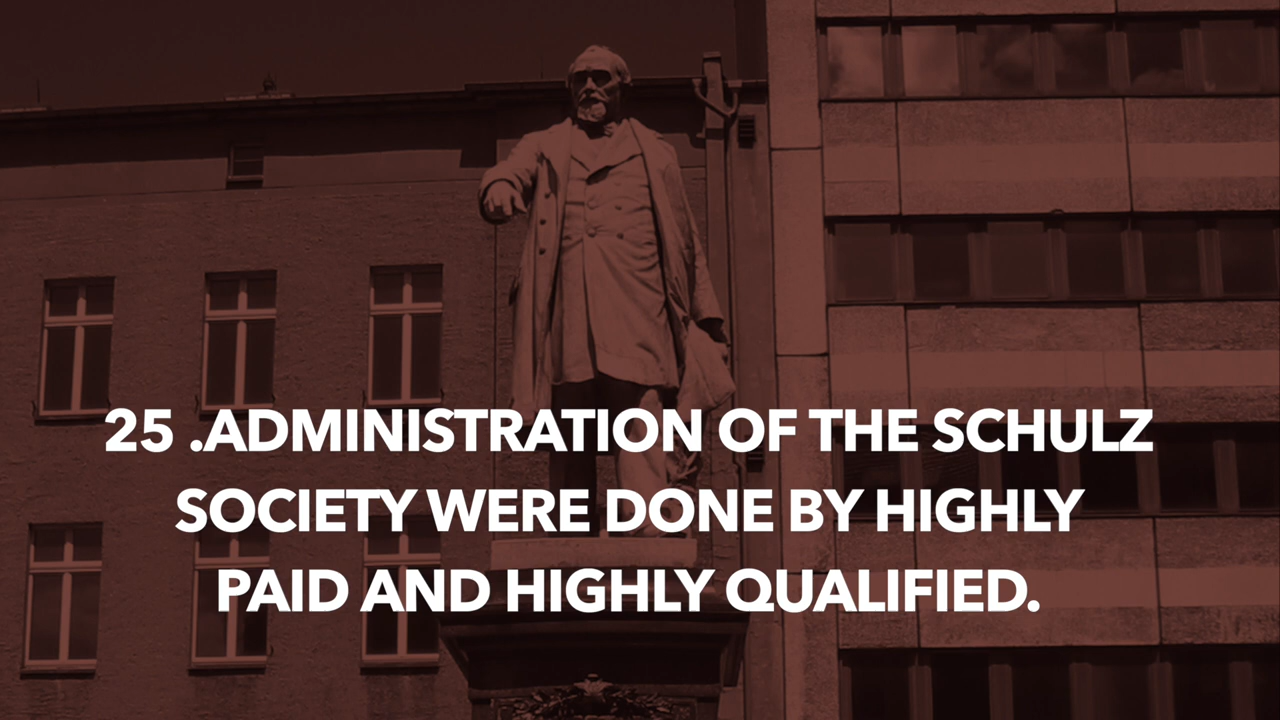 25 .ADMINISTRATION OF THE SCHULZ
SOCIETY WERE DONE BY HIGHLY
PAID AND HIGHLY QUALIFIED.